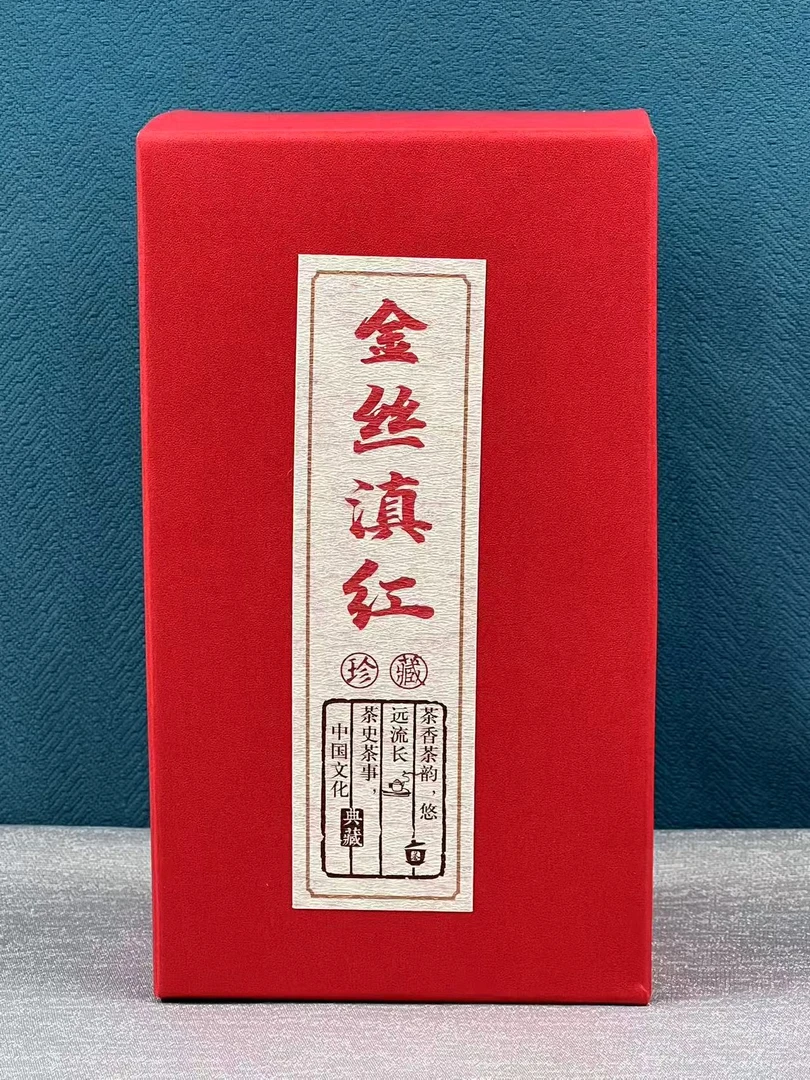 金丝滇红
珍藏
茶香茶韵，悠
远流长
茶史茶事，
中国文化
典藏